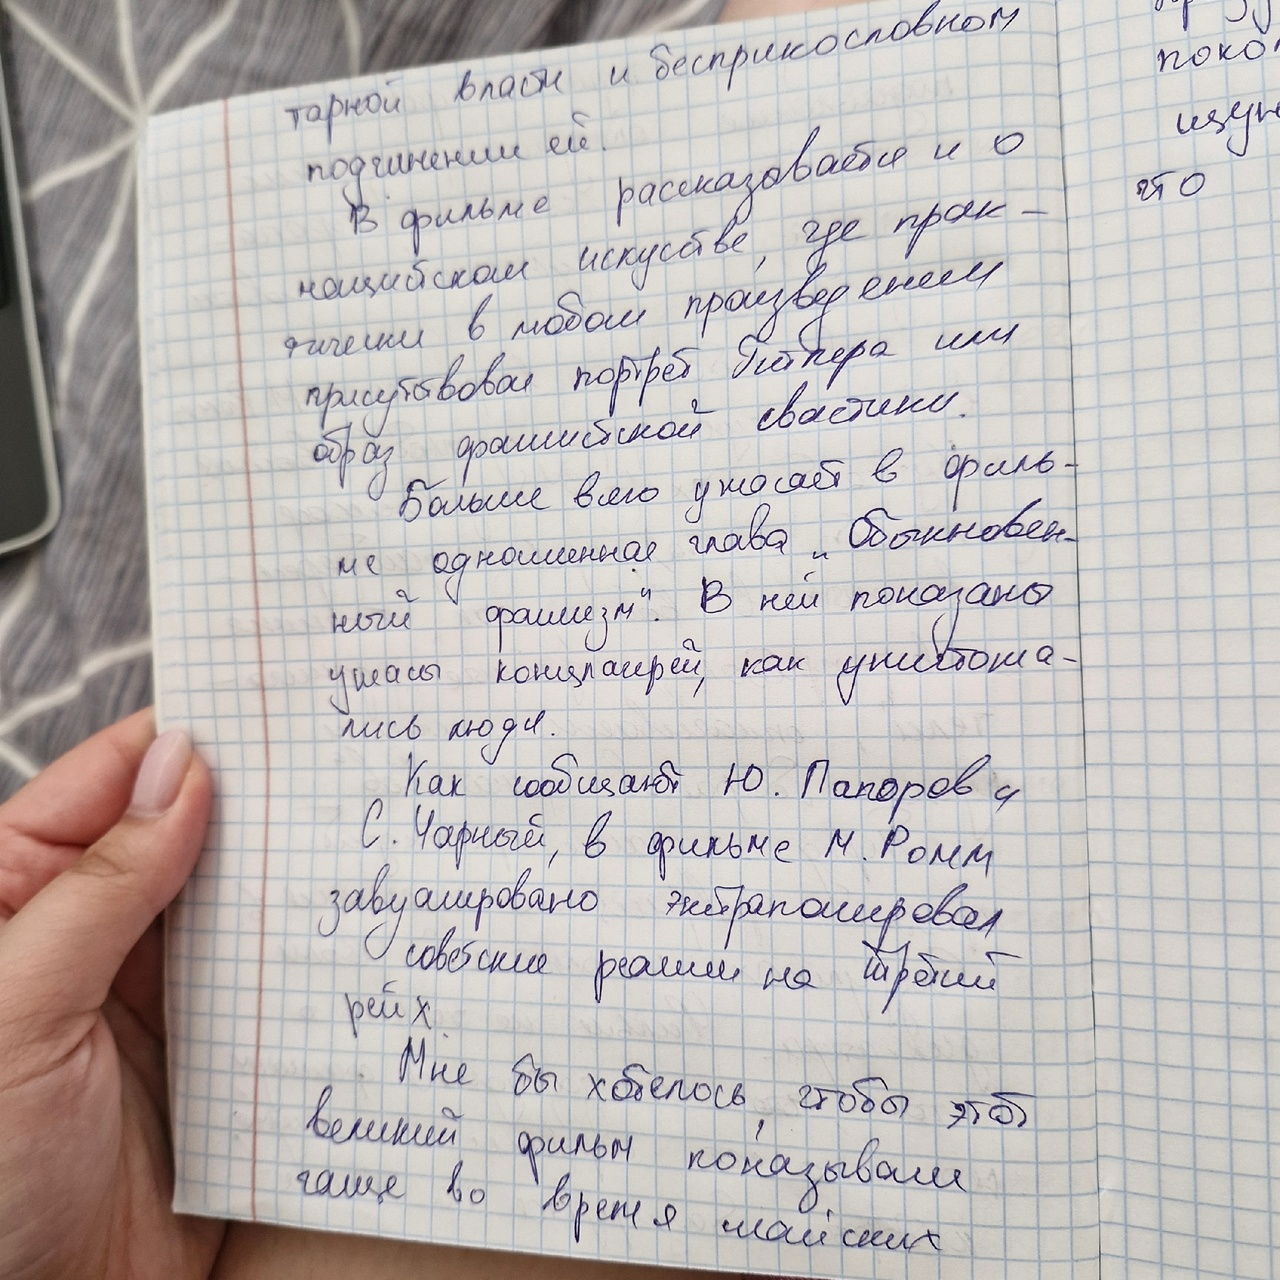 тарной власти и бесприкословном
подчинении ей.
В фильме рассказывается и о
нацистском искусстве, где прак-
тически в любом произведении
присутствовал портрет Гитлера или
образ фашистской свастики.
Больше всего ужасает в филь-
ме одноименная глава „Обыкновен-
ный фашизм". В ней показаны
ужасы концлагерей, как уничтожа-
лись люди.
Как сообщают Ю. Папоров и
С. Чарный, в фильме М. Ромм
завуалировано экстраполировал
советские реалии на третий
рейх.
Мне бы хотелось, чтобы этот
великий фильм показывали
чаще во время майских
что